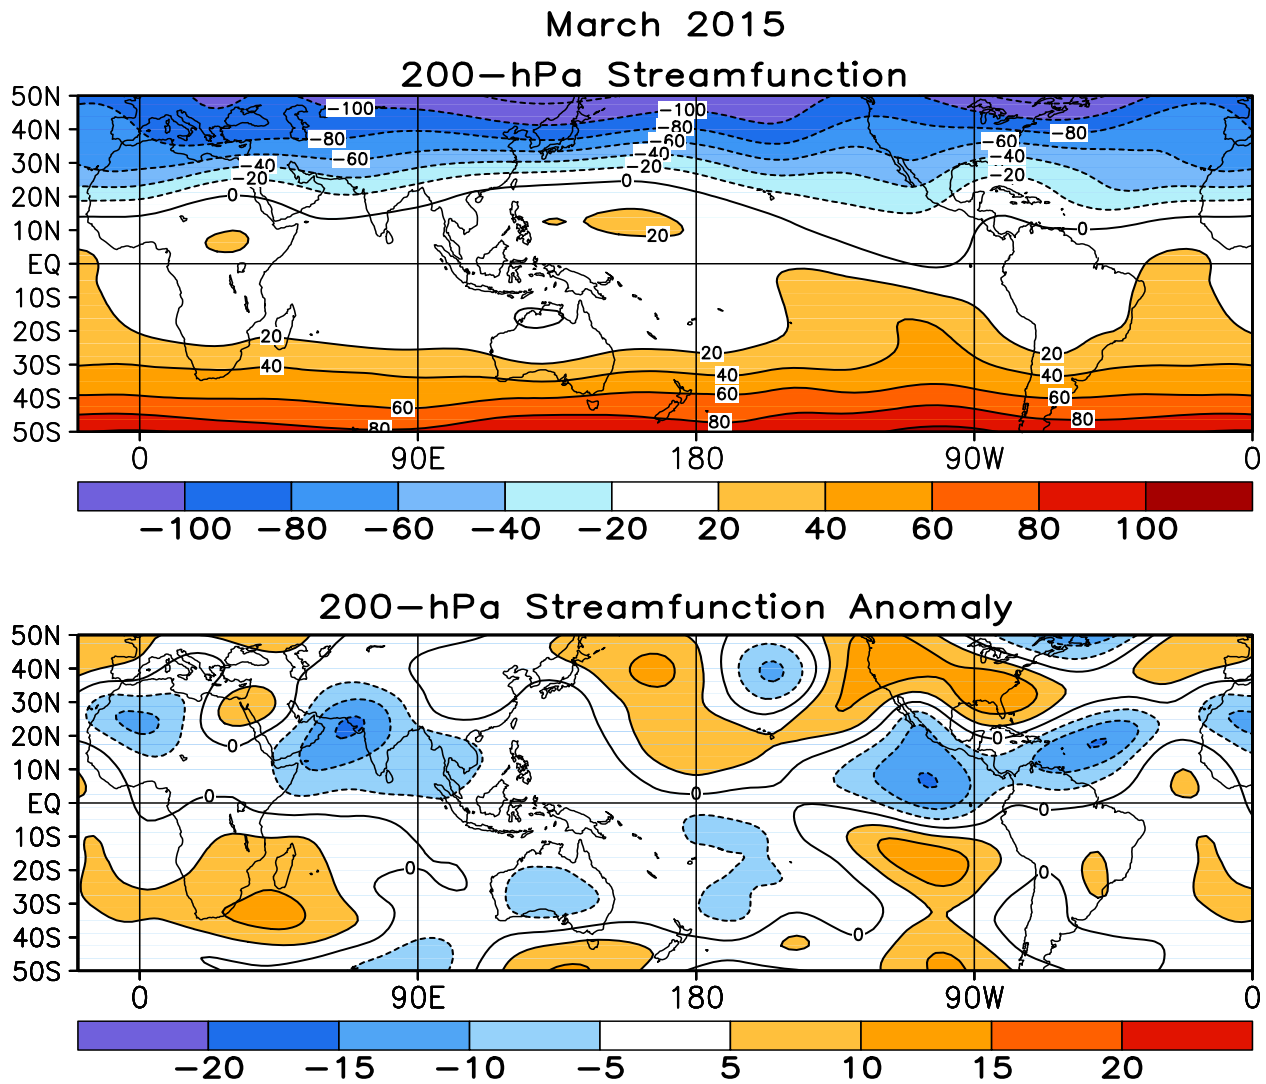 March 2015
200-hPa Streamfunction
50N
40N
30N
20N
10N
EQ
10S
20S
30S
40S
50S
-100 -100
-80 -80 -80
-60 -60 -60
-40 -40 -40
-20 -20 -20
0 0 0
20
20 20 20
40 40 40
60 60 60
80 80 80
0 90E 180 90W 0
-100 -80 -60 -40 -20 20 40 60 80 100
200-hPa Streamfunction Anomaly
50N
40N
30N
20N
10N
EQ
10S
20S
30S
40S
50S
0
0 0
0 0 0
0 0
0
0 90E 180 90W 0
-20 -15 -10 -5 5 10 15 20